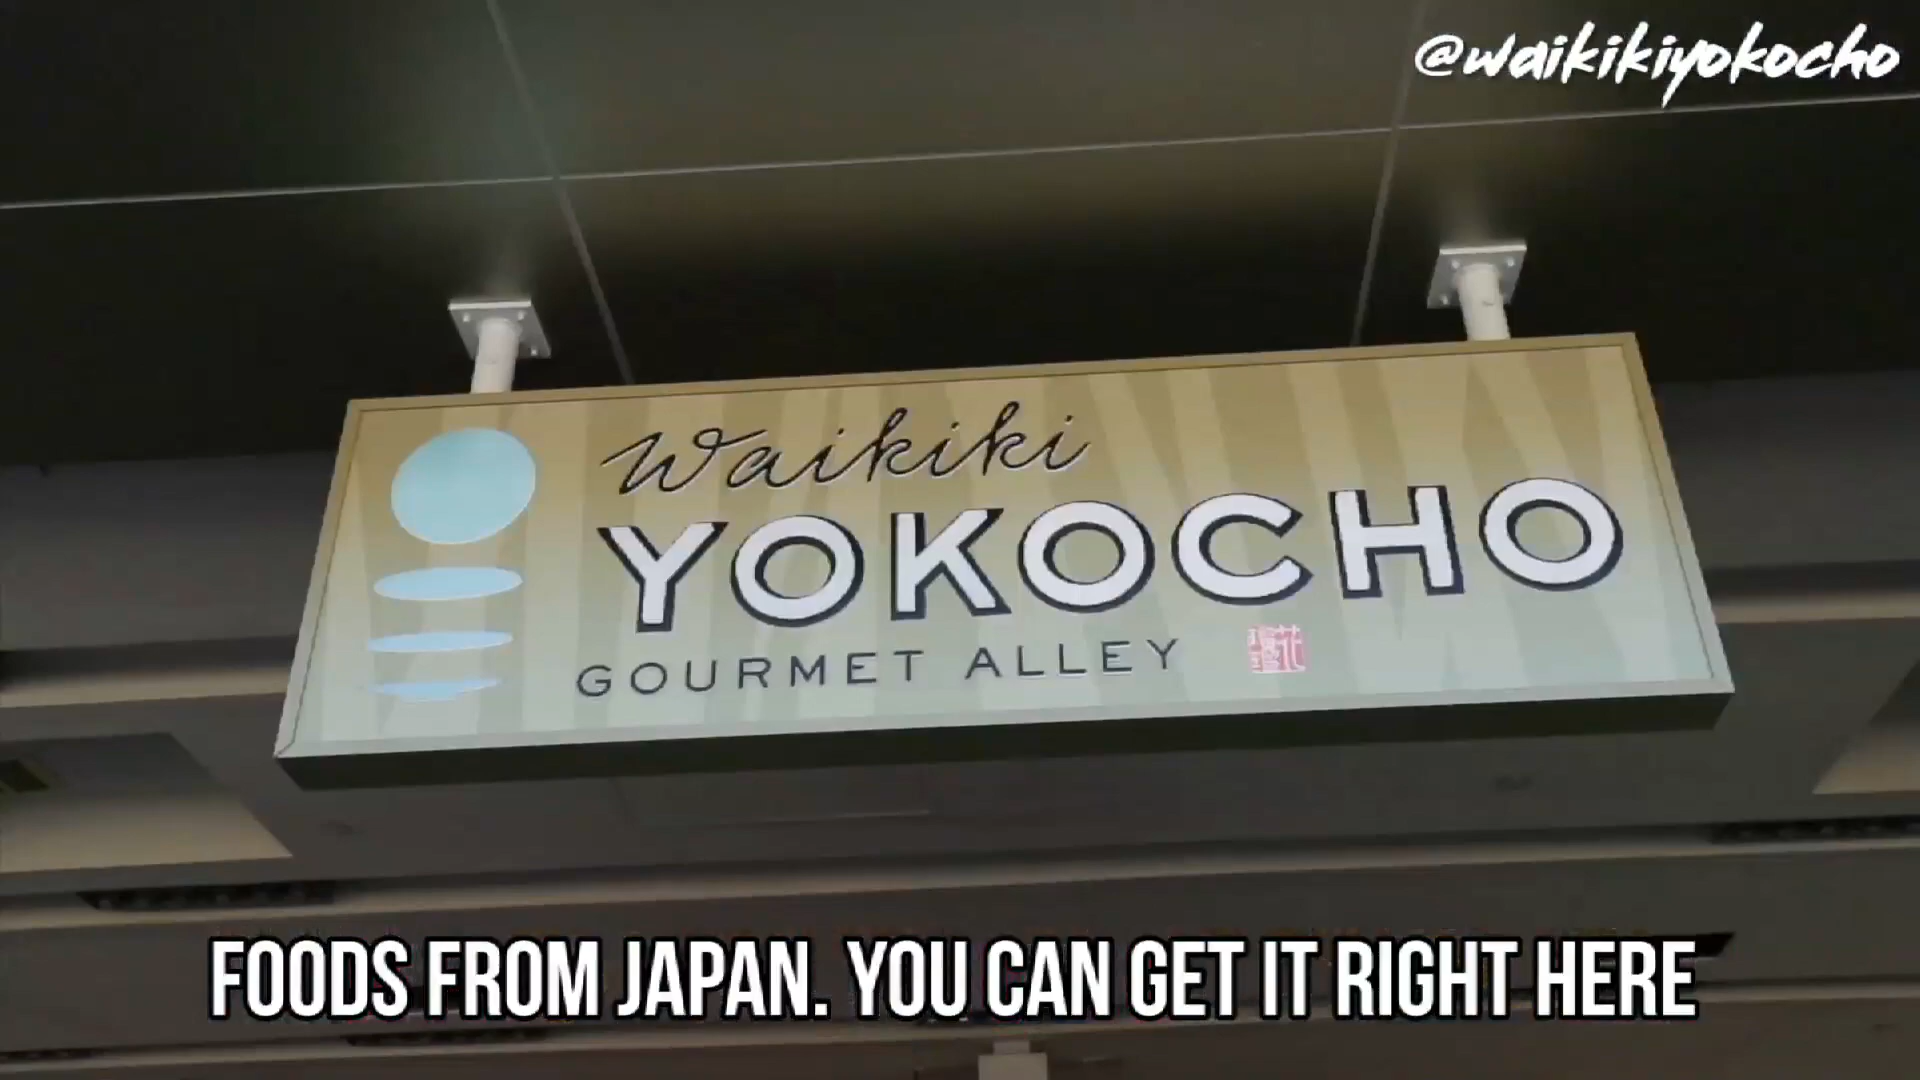 @waikikiyokocho
Waikiki
YOKOCHO
GOURMET ALLEY
FOODS FROM JAPAN. YOU CAN GET IT RIGHT HERE